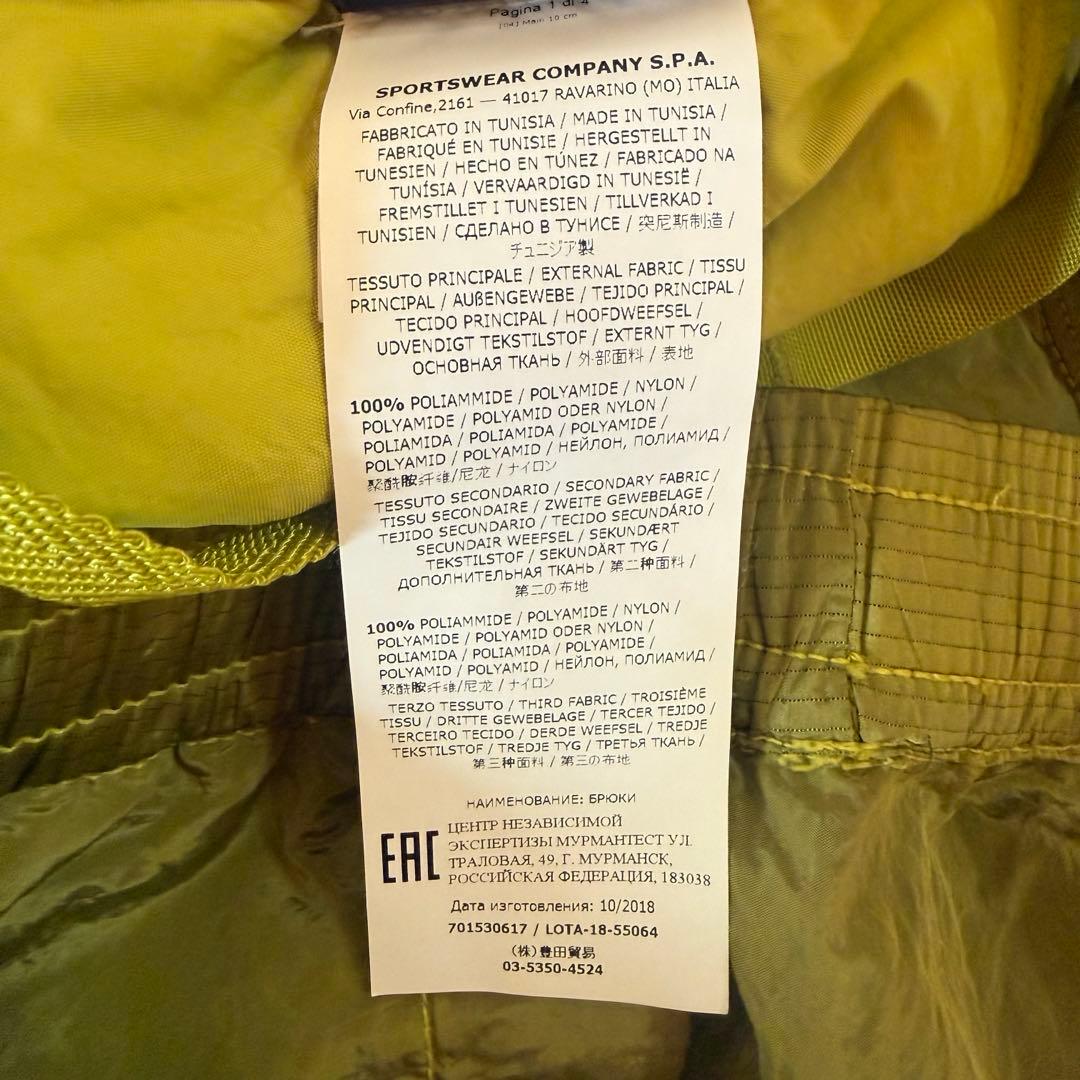 Pagina 1 di 4
[04] Main 10 cm
SPORTSWEAR COMPANY S.P.A.
Via Confine,2161 — 41017 RAVARINO (MO) ITALIA
FABBRICATO IN TUNISIA / MADE IN TUNISIA /
FABRIQUÉ EN TUNISIE / HERGESTELLT IN
TUNESIEN / HECHO EN TÚNEZ / FABRICADO NA
TUNÍSIA / VERVAARDIGD IN TUNESIË /
FREMSTILLET I TUNESIEN / TILLVERKAD I
TUNISIEN / СДЕЛАНО В ТУНИСЕ / 突尼斯制造 /
チュニジア製
TESSUTO PRINCIPALE / EXTERNAL FABRIC / TISSU
PRINCIPAL / AUßENGEWEBE / TEJIDO PRINCIPAL /
TECIDO PRINCIPAL / HOOFDWEEFSEL /
UDVENDIGT TEKSTILSTOF / EXTERNT TYG /
ОСНОВНАЯ ТКАНЬ / 外部面料 / 表地
100% POLIAMMIDE / POLYAMIDE / NYLON /
POLYAMIDE / POLYAMID ODER NYLON /
POLIAMIDA / POLIAMIDA / POLYAMIDE /
POLYAMID / POLYAMID / НЕЙЛОН, ПОЛИАМИД /
聚酰胺纤维/尼龙 / ナイロン
TESSUTO SECONDARIO / SECONDARY FABRIC /
TISSU SECONDAIRE / ZWEITE GEWEBELAGE /
TEJIDO SECUNDARIO / TECIDO SECUNDÁRIO /
SECUNDAIR WEEFSEL / SEKUNDÆRT
TEKSTILSTOF / SEKUNDÄRT TYG /
ДОПОЛНИТЕЛЬНАЯ ТКАНЬ / 第二种面料 /
第二の布地
100% POLIAMMIDE / POLYAMIDE / NYLON /
POLYAMIDE / POLYAMID ODER NYLON /
POLIAMIDA / POLIAMIDA / POLYAMIDE /
POLYAMID / POLYAMID / НЕЙЛОН, ПОЛИАМИД /
聚酰胺纤维/尼龙 / ナイロン
TERZO TESSUTO / THIRD FABRIC / TROISIÈME
TISSU / DRITTE GEWEBELAGE / TERCER TEJIDO /
TERCEIRO TECIDO / DERDE WEEFSEL / TREDJE
TEKSTILSTOF / TREDJE TYG / ТРЕТЬЯ ТКАНЬ /
第三种面料 / 第三の布地
НАИМЕНОВАНИЕ: БРЮКИ
EAC
ЦЕНТР НЕЗАВИСИМОЙ
ЭКСПЕРТИЗЫ МУРМАНТЕСТ УЛ.
ТРАЛОВАЯ, 49, Г. МУРМАНСК,
РОССИЙСКАЯ ФЕДЕРАЦИЯ, 183038
Дата изготовления: 10/2018
701530617 / LOTA-18-55064
(株)豊田貿易
03-5350-4524